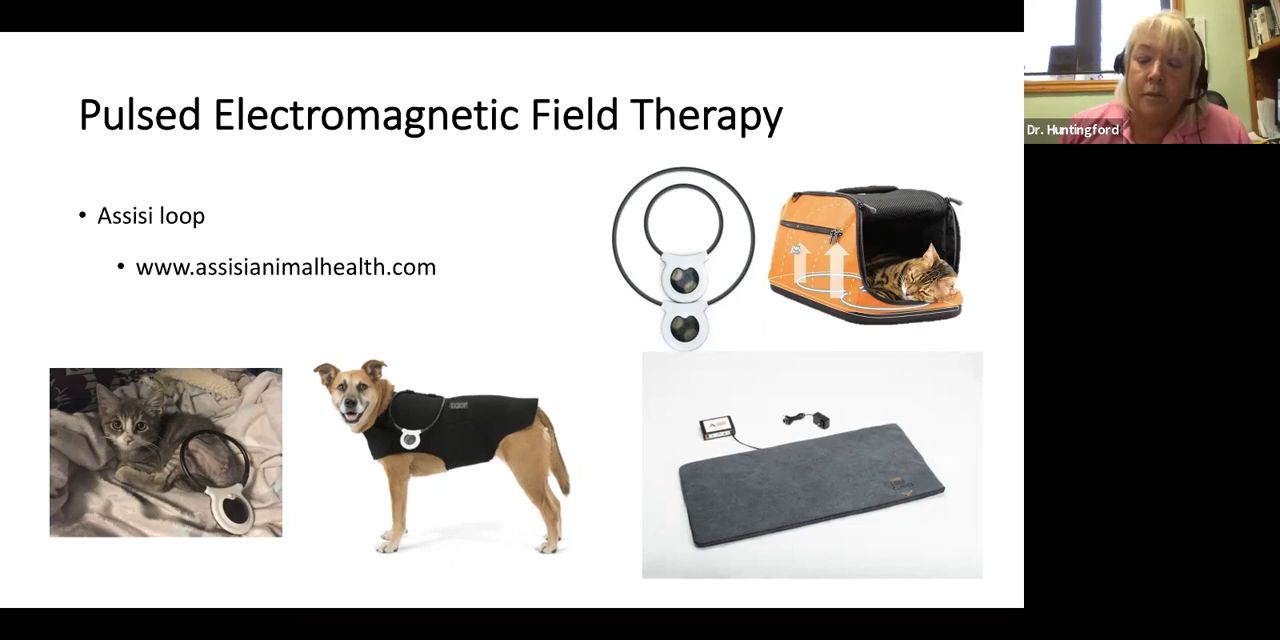 Pulsed Electromagnetic Field Therapy
Dr. Huntingford
• Assisi loop
• www.assisianimalhealth.com